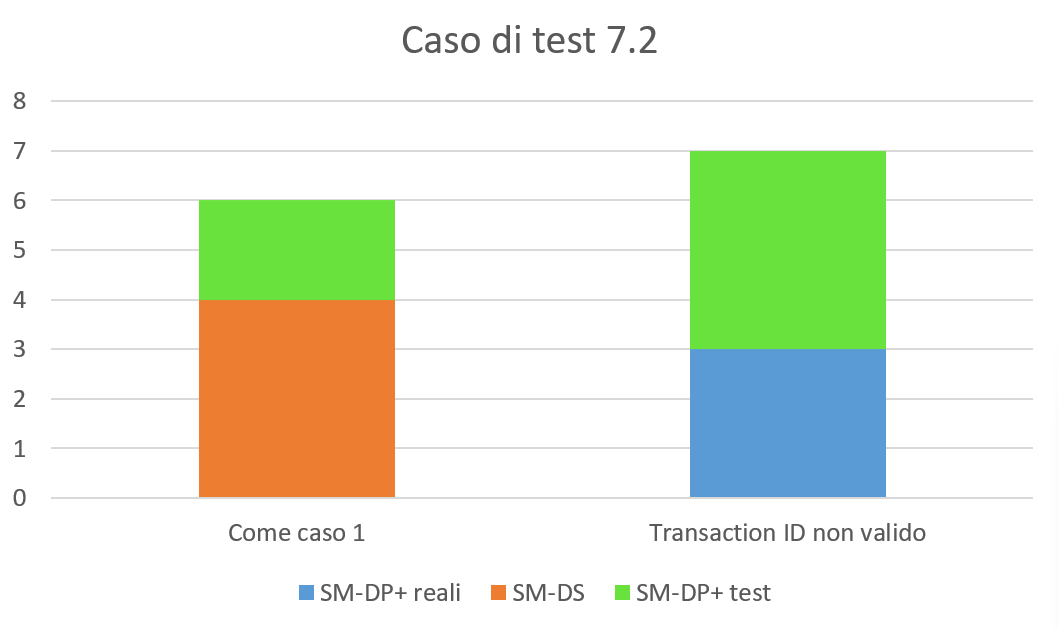 Caso di test 7.2
8
7
6
5
4
3
2
1
0
Come caso 1
Transaction ID non valido
SM-DP+ reali
SM-DS
SM-DP+ test